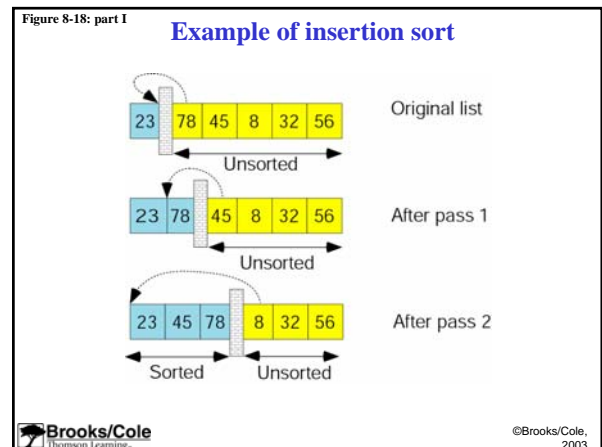 Figure 8-18: part I
Example of insertion sort
23 78 45 8 32 56
Original list
Unsorted
23 78 45 8 32 56
After pass 1
Unsorted
23 45 78 8 32 56
After pass 2
Sorted Unsorted
Brooks/Cole
Thomson Learning™
©Brooks/Cole,
2003